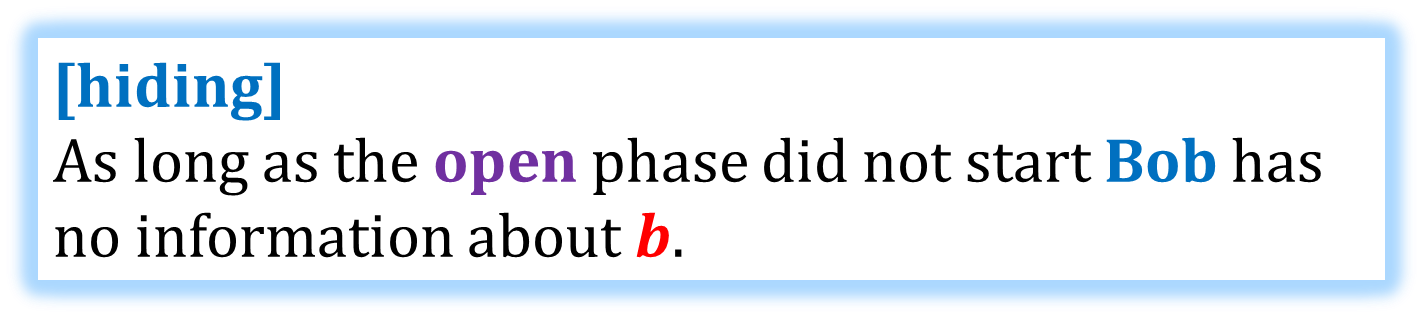 [hiding]
As long as the open phase did not start Bob has
no information about b.